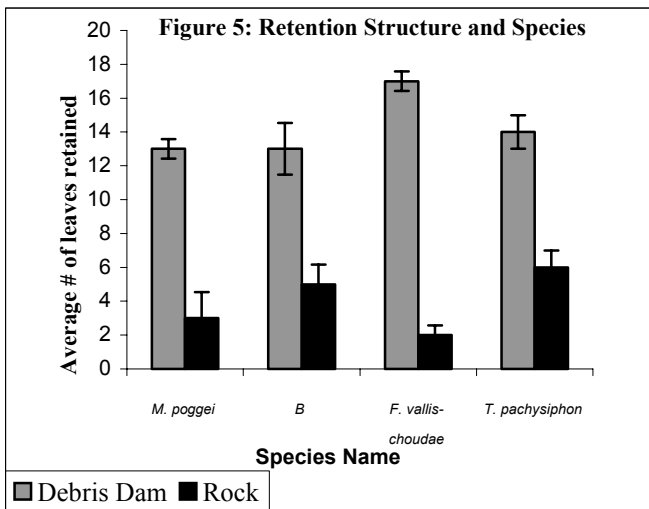 Figure 5: Retention Structure and Species
Average # of leaves retained
20
18
16
14
12
10
8
6
4
2
0
M. poggei B F. vallis- T. pachysiphon
choudae
Species Name
Debris Dam Rock